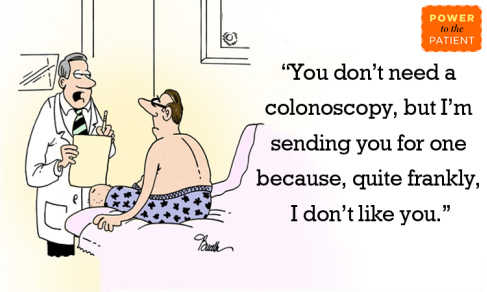 POWER
to the
PATIENT
“You don’t need a
colonoscopy, but I’m
sending you for one
because, quite frankly,
I don’t like you.”